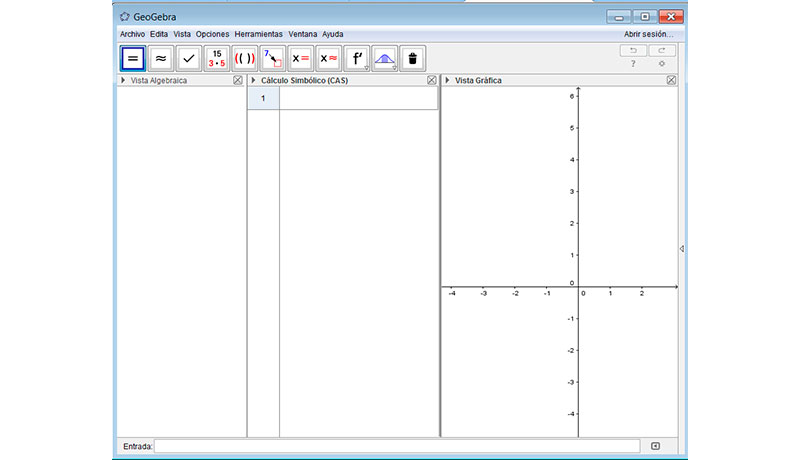 GeoGebra
Archivo Edita Vista Opciones Herramientas Ventana Ayuda
Abrir sesión...
= ≈ ✓ 15 (( )) 7 x = x ≈ f'
3 • 5
?
Vista Algebraica
Cálculo Simbólico (CAS)
Vista Gráfica
1
6
5
4
3
2
1
0
-4 -3 -2 -1 0 1 2
-1
-2
-3
-4
Entrada: